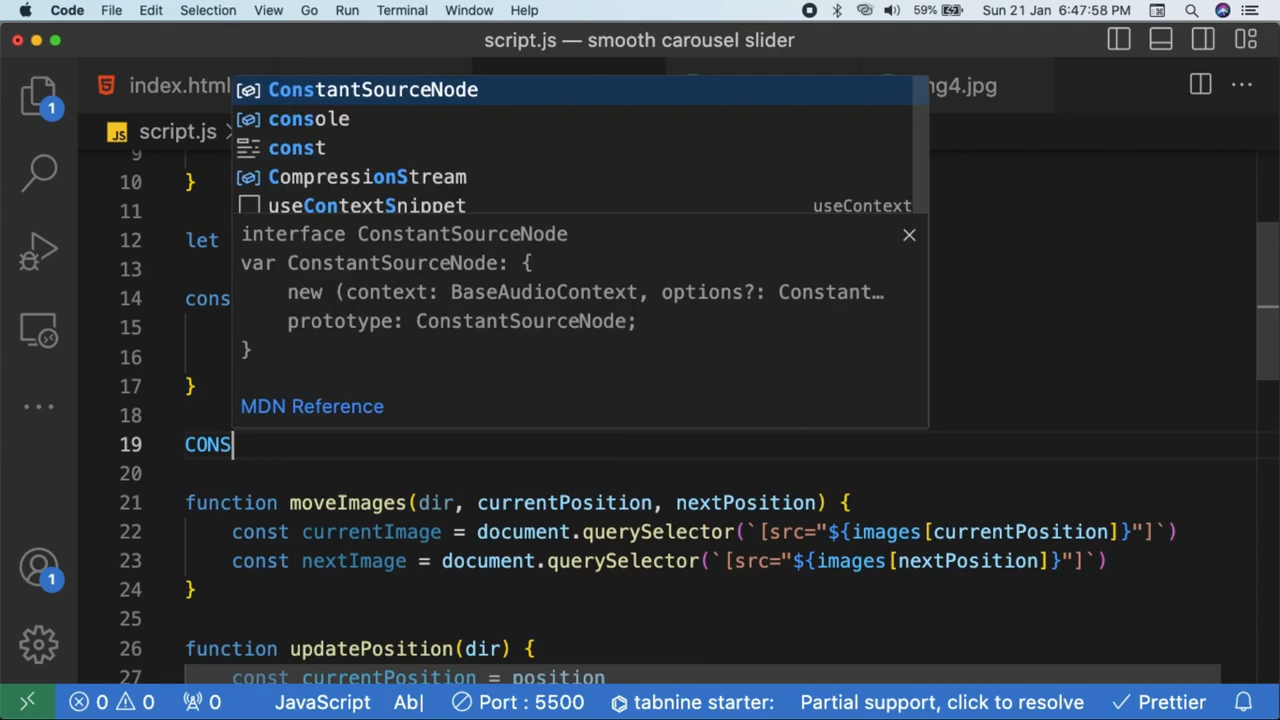 Code File Edit Selection View Go Run Terminal Window Help 59% Sun 21 Jan 6:47:58 PM
script.js — smooth carousel slider
index.html ng4.jpg
script.js
ConstantSourceNode
console
const
CompressionStream
useContextSnippet useContext
interface ConstantSourceNode
var ConstantSourceNode: {
new (context: BaseAudioContext, options?: Constant…
prototype: ConstantSourceNode;
}
MDN Reference
9
10 }
11
12 let
13
14 cons
15
16
17 }
18
19 CONS
20
21 function moveImages(dir, currentPosition, nextPosition) {
22 const currentImage = document.querySelector(`[src="${images[currentPosition]}"]`)
23 const nextImage = document.querySelector(`[src="${images[nextPosition]}"]`)
24 }
25
26 function updatePosition(dir) {
27 const currentPosition = position
1
1
0 0 0 JavaScript Ab| Port : 5500 tabnine starter: Partial support, click to resolve Prettier